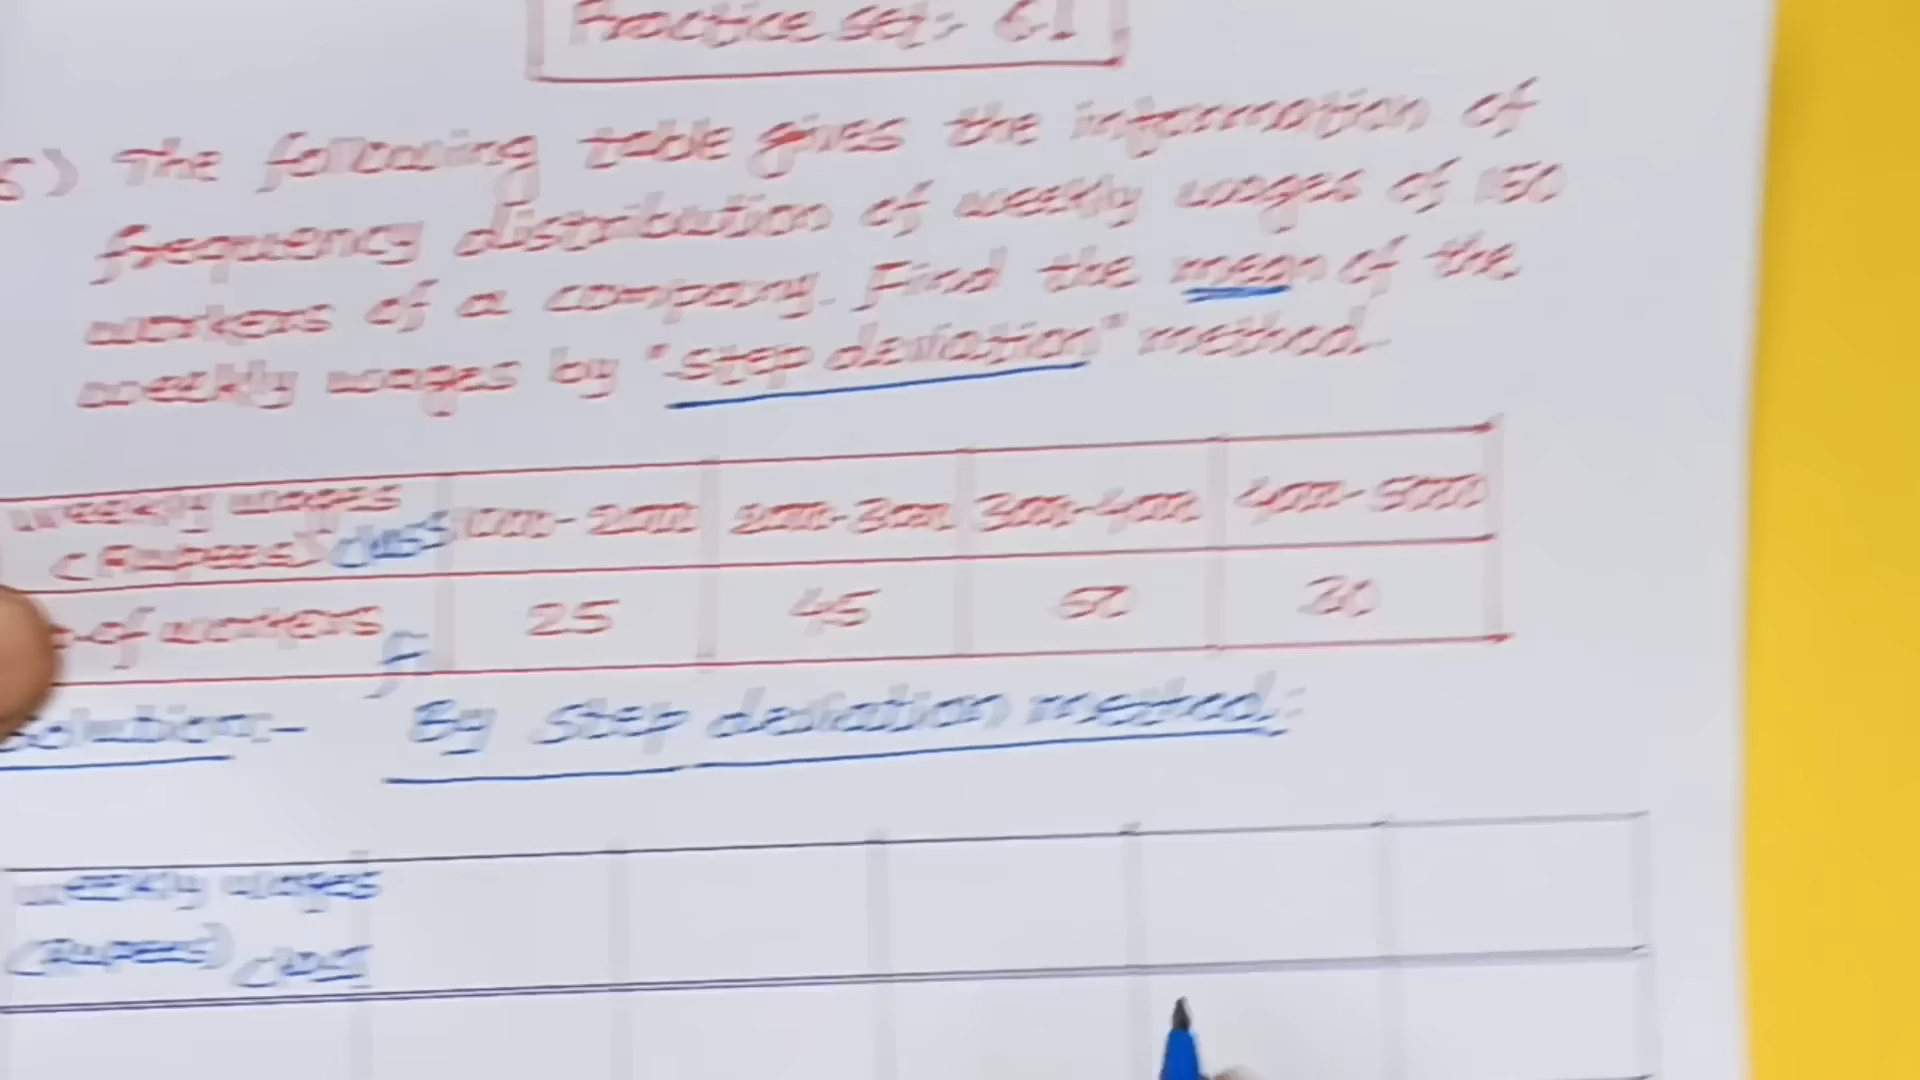 Practice set:- 6.1
5) The following table gives the information of
frequency distribution of weekly wages of 150
workers of a company. Find the mean of the
weekly wages by "step deviation" method.
weekly wages (Rupees) class 1000-2000 2000-3000 3000-4000 4000-5000
of workers f 25 45 50 30
Solution:- By Step deviation method:
weekly wages
(Rupees) class